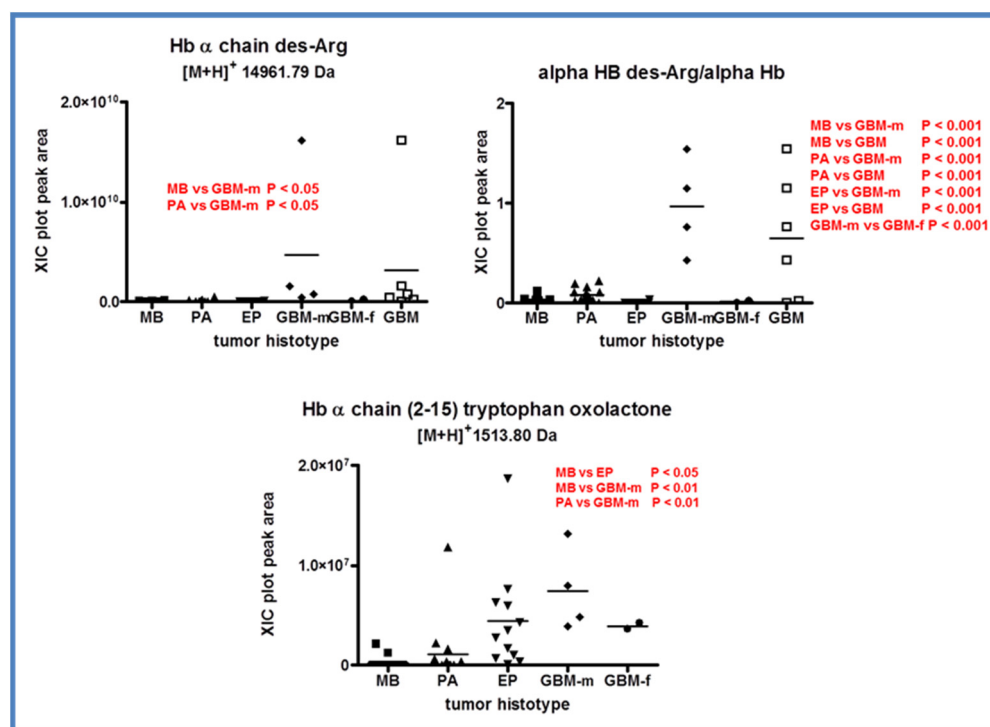 Hb α chain des-Arg
[M+H]+ 14961.79 Da
XIC plot peak area
2.0×10^10
1.0×10^10
0.0
MB vs GBM-m P < 0.05
PA vs GBM-m P < 0.05
MB PA EP GBM-m GBM-f GBM
tumor histotype
alpha HB des-Arg/alpha Hb
XIC plot peak area
2
1
0
MB vs GBM-m P < 0.001
MB vs GBM P < 0.001
PA vs GBM-m P < 0.001
PA vs GBM P < 0.001
EP vs GBM-m P < 0.001
EP vs GBM P < 0.001
GBM-m vs GBM-f P < 0.001
MB PA EP GBM-m GBM-f GBM
tumor histotype
Hb α chain (2-15) tryptophan oxolactone
[M+H]+ 1513.80 Da
XIC plot peak area
2.0×10^7
1.0×10^7
0
MB vs EP P < 0.05
MB vs GBM-m P < 0.01
PA vs GBM-m P < 0.01
MB PA EP GBM-m GBM-f
tumor histotype